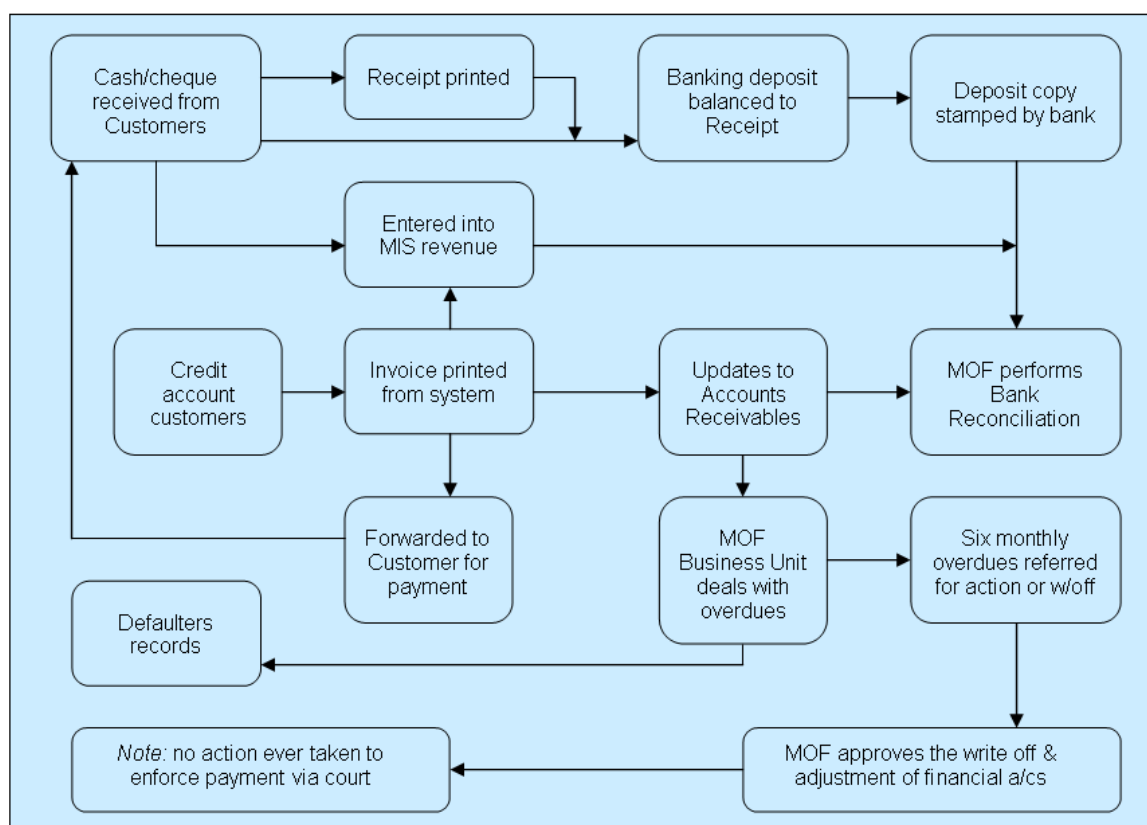 Cash/cheque
received from
Customers
Receipt printed
Banking deposit
balanced to
Receipt
Deposit copy
stamped by bank
Entered into
MIS revenue
Credit
account
customers
Invoice printed
from system
Updates to
Accounts
Receivables
MOF performs
Bank
Reconciliation
Forwarded to
Customer for
payment
MOF
Business Unit
deals with
overdues
Six monthly
overdues referred
for action or w/off
Defaulters
records
Note: no action ever taken to
enforce payment via court
MOF approves the write off &
adjustment of financial a/cs